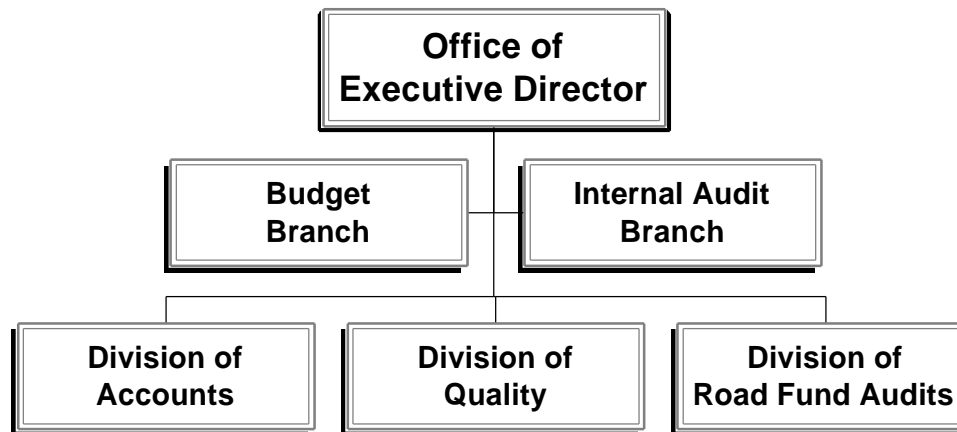 Office of
Executive Director
Budget
Branch
Internal Audit
Branch
Division of
Accounts
Division of
Quality
Division of
Road Fund Audits